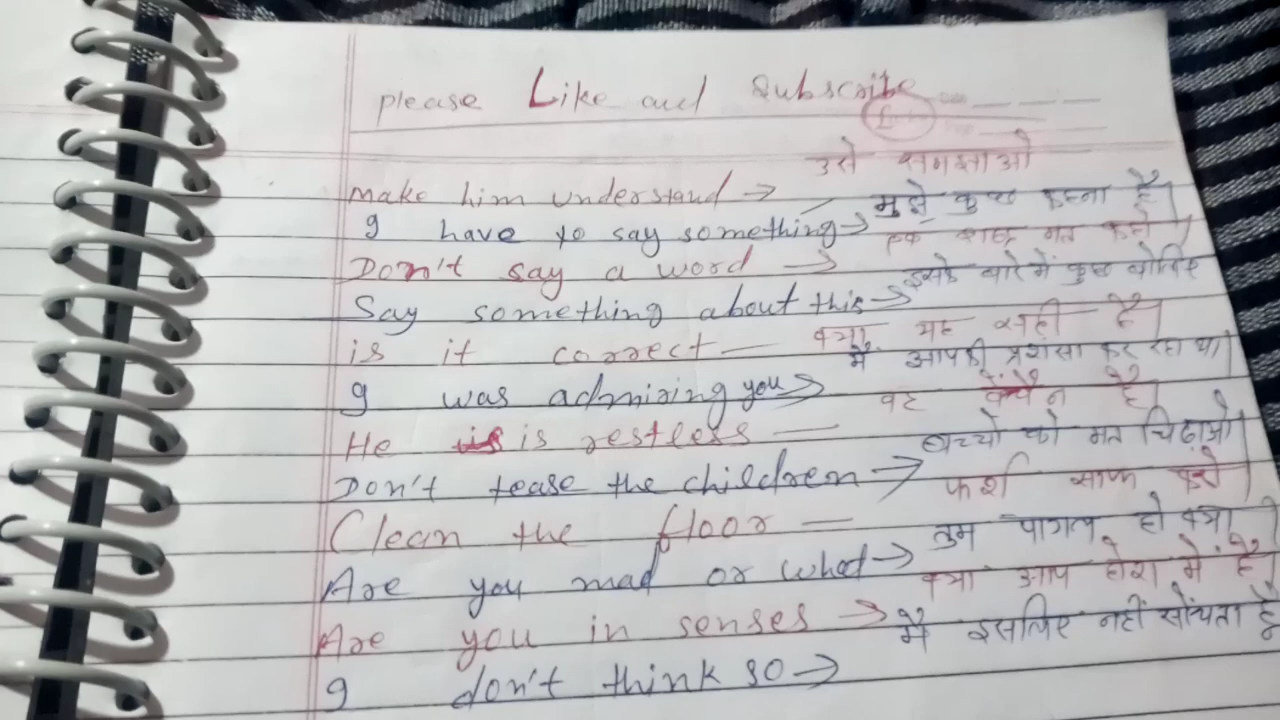 please Like and Subscribe
make him understand → उसे समझाओ
I have to say something → मुझे कुछ कहना है।
Don't say a word → एक शब्द मत कहो।
Say something about this → इसके बारे में कुछ बोलिए
is it correct — क्या यह सही है।
I was admiring you → मैं आपकी प्रशंसा कर रहा था।
He is restless — वह बेचैन है।
Don't tease the children → बच्चों को मत चिढाओ।
Clean the floor — फर्श साफ करो।
Are you mad or what → तुम पागल हो क्या।
Are you in senses → क्या आप होश में है।
I don't think so → मैं इसलिए नहीं सोचता हूँ